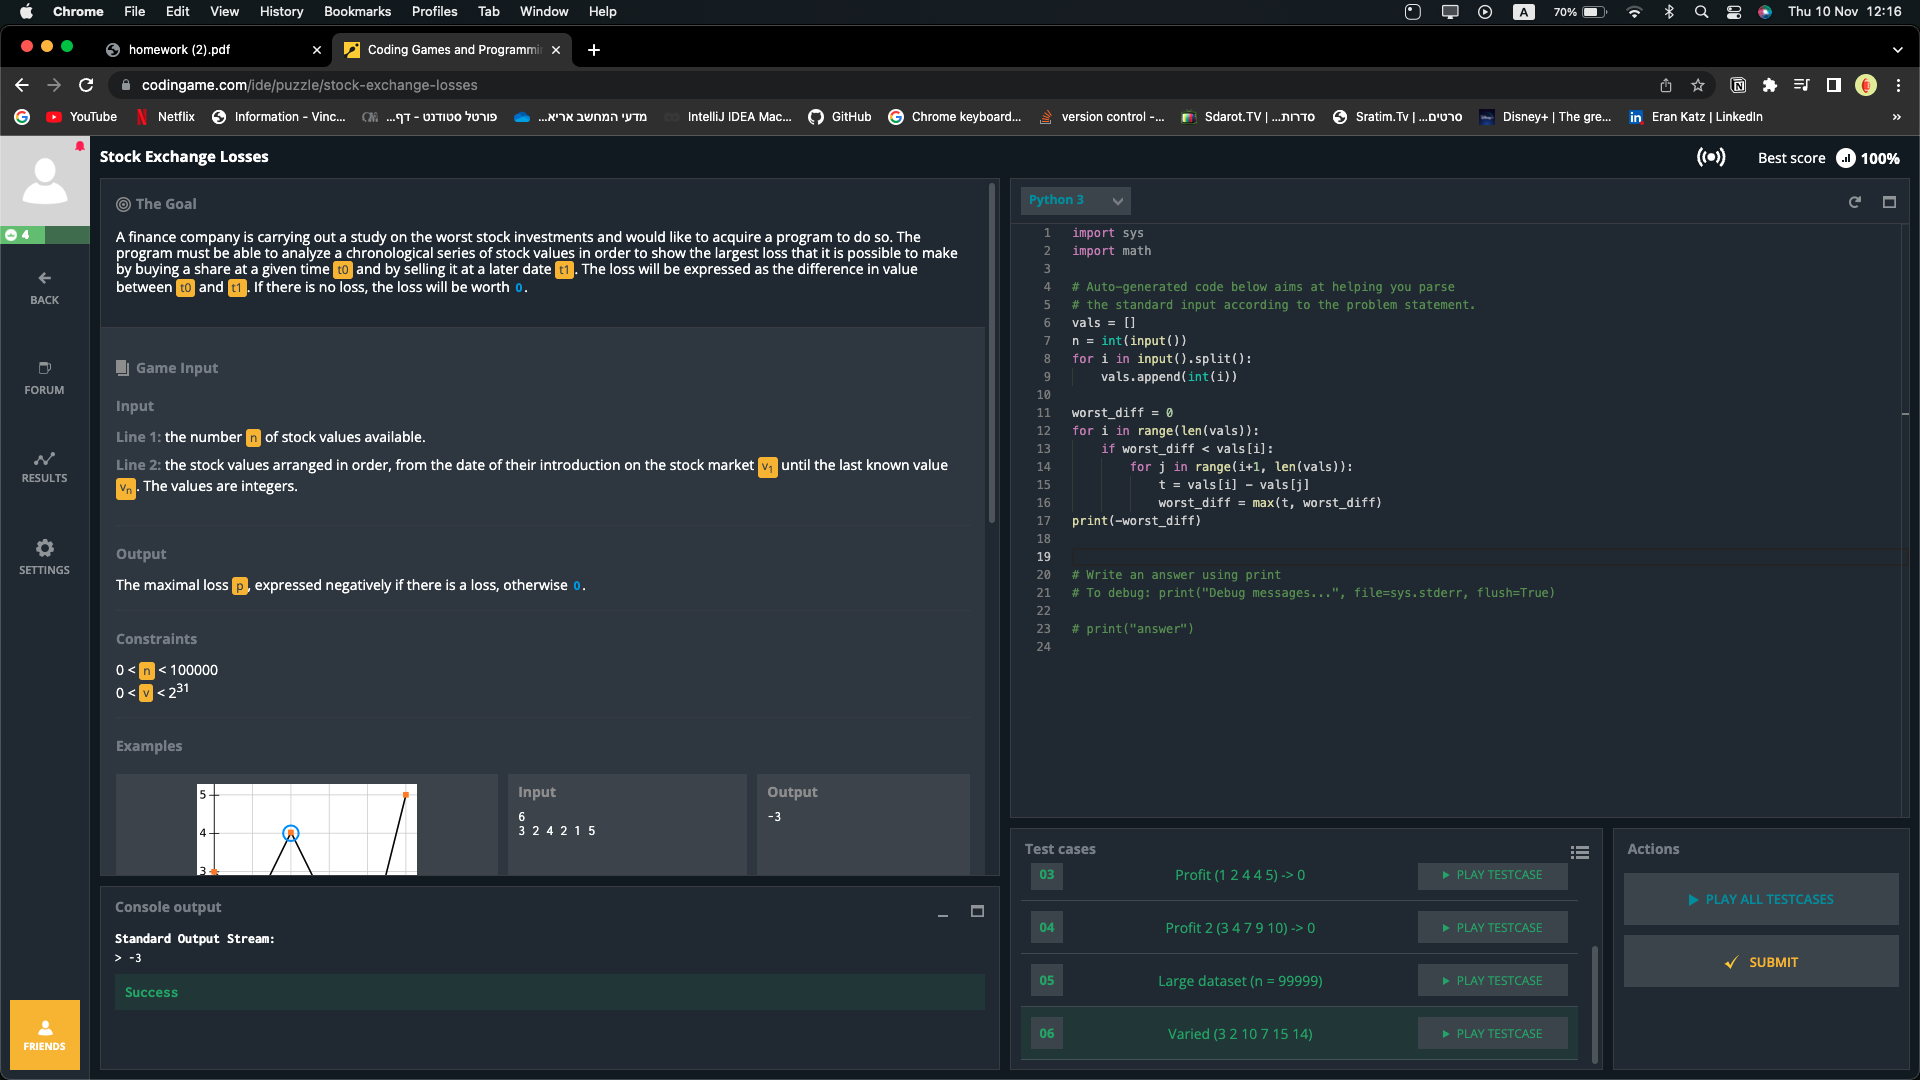 Chrome File Edit View History Bookmarks Profiles Tab Window Help A 70% Thu 10 Nov 12:16
homework (2).pdf Coding Games and Programmi
codingame.com/ide/puzzle/stock-exchange-losses
YouTube Netflix Information - Vinc... פורטל סטודנט - דף... מדעי המחשב אריא... IntelliJ IDEA Mac... GitHub Chrome keyboard... version control -... Sdarot.TV | סדרות... Sratim.Tv | סרטים... Disney+ | The gre... Eran Katz | LinkedIn »
Stock Exchange Losses
Best score 100%
4
BACK
FORUM
RESULTS
SETTINGS
FRIENDS
The Goal
A finance company is carrying out a study on the worst stock investments and would like to acquire a program to do so. The
program must be able to analyze a chronological series of stock values in order to show the largest loss that it is possible to make
by buying a share at a given time t0 and by selling it at a later date t1. The loss will be expressed as the difference in value
between t0 and t1. If there is no loss, the loss will be worth 0.
Game Input
Input
Line 1: the number n of stock values available.
Line 2: the stock values arranged in order, from the date of their introduction on the stock market v1 until the last known value
vn. The values are integers.
Output
The maximal loss p, expressed negatively if there is a loss, otherwise 0.
Constraints
0 < n < 100000
0 < v < 2^31
Examples
5
4
3
Input
6
3 2 4 2 1 5
Output
-3
Console output
Standard Output Stream:
> -3
Success
Python 3
1 import sys
2 import math
3
4 # Auto-generated code below aims at helping you parse
5 # the standard input according to the problem statement.
6 vals = []
7 n = int(input())
8 for i in input().split():
9     vals.append(int(i))
10
11 worst_diff = 0
12 for i in range(len(vals)):
13     if worst_diff < vals[i]:
14         for j in range(i+1, len(vals)):
15             t = vals[i] - vals[j]
16             worst_diff = max(t, worst_diff)
17 print(-worst_diff)
18
19
20 # Write an answer using print
21 # To debug: print("Debug messages...", file=sys.stderr, flush=True)
22
23 # print("answer")
24
Test cases
03 Profit (1 2 4 4 5) -> 0 PLAY TESTCASE
04 Profit 2 (3 4 7 9 10) -> 0 PLAY TESTCASE
05 Large dataset (n = 99999) PLAY TESTCASE
06 Varied (3 2 10 7 15 14) PLAY TESTCASE
Actions
PLAY ALL TESTCASES
SUBMIT